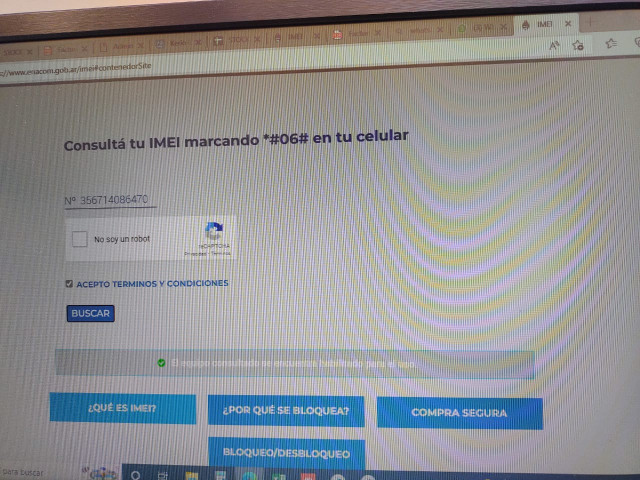 STOCK
IMEI
IMEI
://www.enacom.gob.ar/imei#contenedorSite
Consultá tu IMEI marcando *#06# en tu celular
Nº 356714086470
No soy un robot
reCAPTCHA
Privacidad - Términos
ACEPTO TERMINOS Y CONDICIONES
BUSCAR
El equipo consultado se encuentra habilitado para el uso.
¿QUÉ ES IMEI?
¿POR QUÉ SE BLOQUEA?
COMPRA SEGURA
BLOQUEO/DESBLOQUEO
para buscar